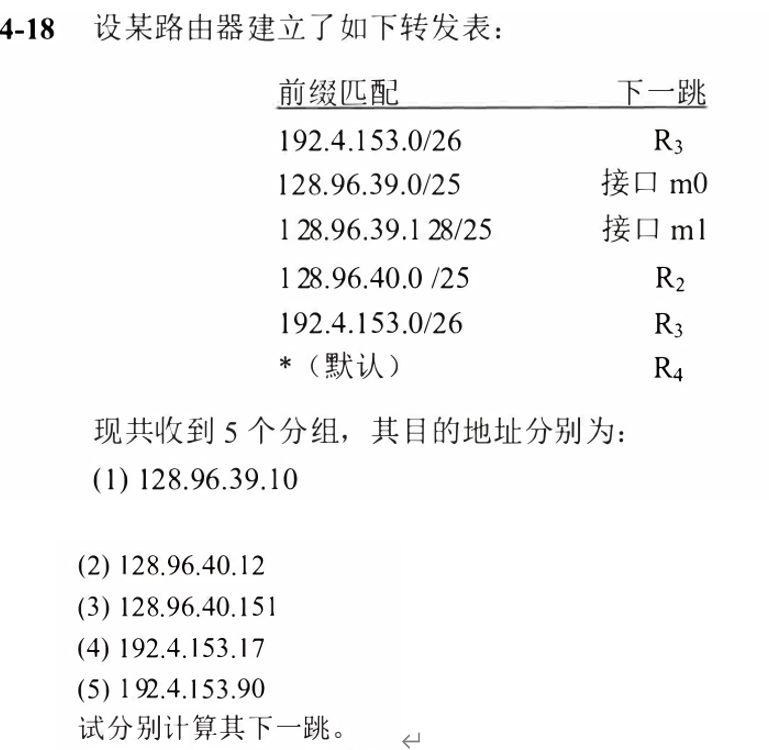 4-18 设某路由器建立了如下转发表：
前缀匹配 下一跳
192.4.153.0/26 R₃
128.96.39.0/25 接口 m0
128.96.39.128/25 接口 m1
128.96.40.0 /25 R₂
192.4.153.0/26 R₃
*（默认） R₄
现共收到 5 个分组，其目的地址分别为：
(1) 128.96.39.10
(2) 128.96.40.12
(3) 128.96.40.151
(4) 192.4.153.17
(5) 192.4.153.90
试分别计算其下一跳。 ↵